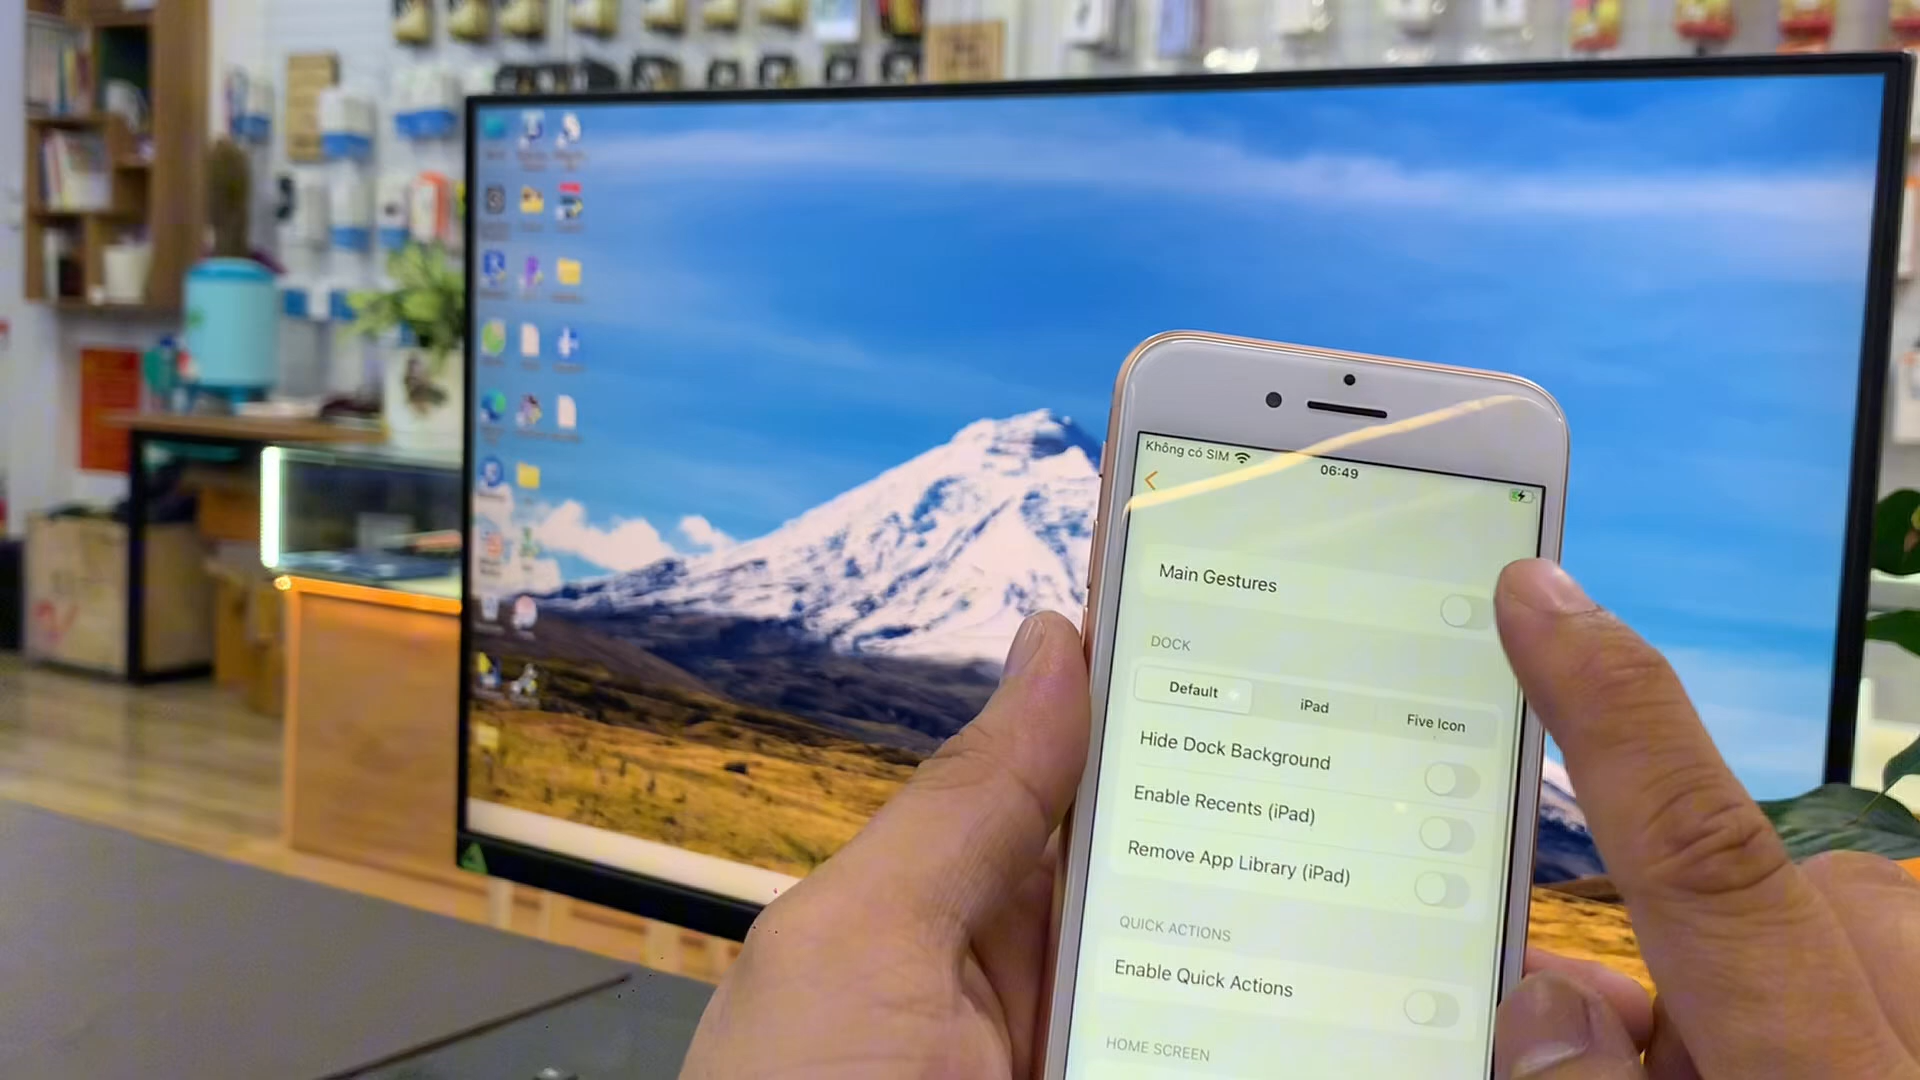 Không có SIM
06:49
Main Gestures
DOCK
Default
iPad
Five Icon
Hide Dock Background
Enable Recents (iPad)
Remove App Library (iPad)
QUICK ACTIONS
Enable Quick Actions
HOME SCREEN